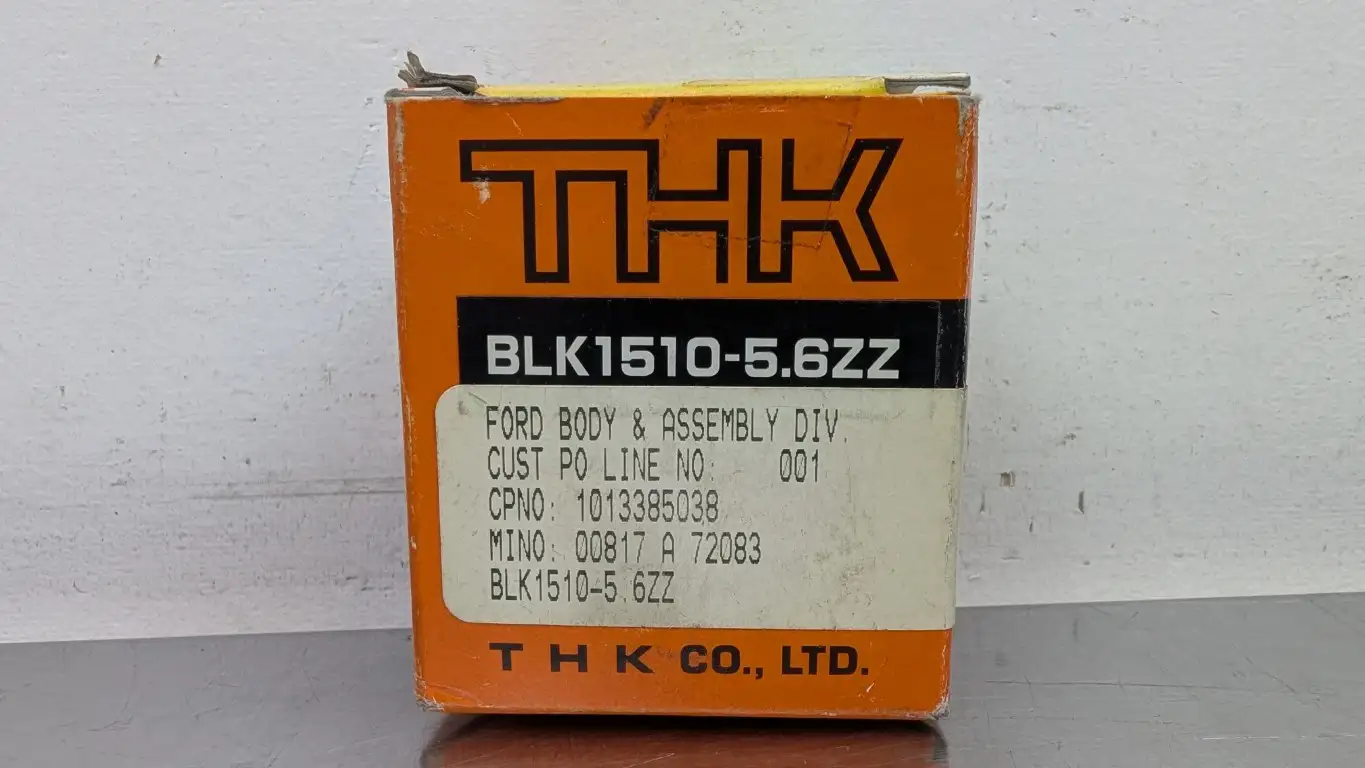 THK
BLK1510-5.6ZZ
FORD BODY & ASSEMBLY DIV.
CUST PO LINE NO: 001
CPNO: 1013385038
MINO: 00817 A 72083
BLK1510-5.6ZZ
THK CO., LTD.